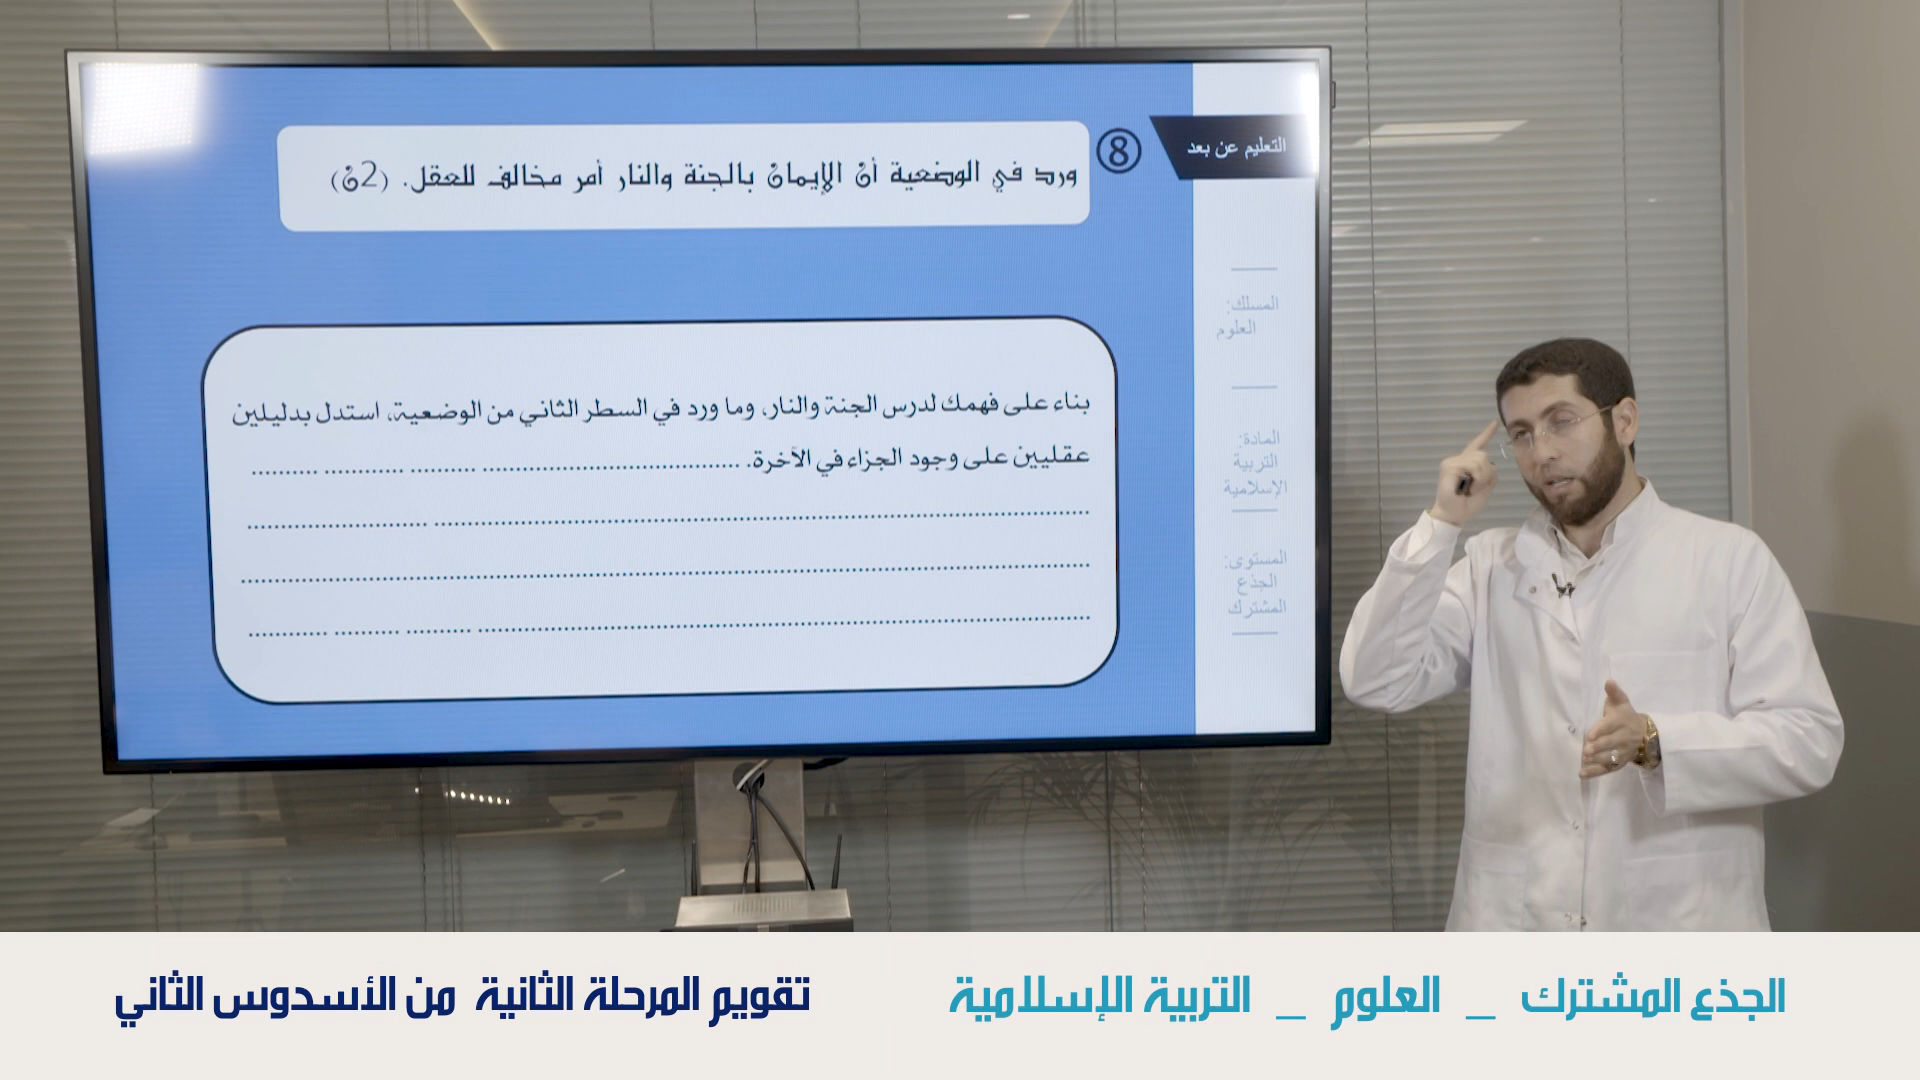 التعليم عن بعد
8
ورد في الوضعية أن الإيمان بالجنة والنار أمر مخالف للعقل. (2ن)
بناء على فهمك لدرس الجنة والنار، وما ورد في السطر الثاني من الوضعية، استدل بدليلين
عقليين على وجود الجزاء في الآخرة. ........................................ .......... ............ ..........
المسلك:
العلوم
المادة:
التربية
الإسلامية
المستوى:
الجذع
المشترك
الجذع المشترك _ العلوم _ التربية الإسلامية
تقويم المرحلة الثانية من الأسدوس الثاني